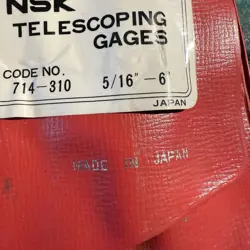 NSK
TELESCOPING
GAGES
CODE NO.
714-310 5/16" -6"
JAPAN
MADE IN JAPAN